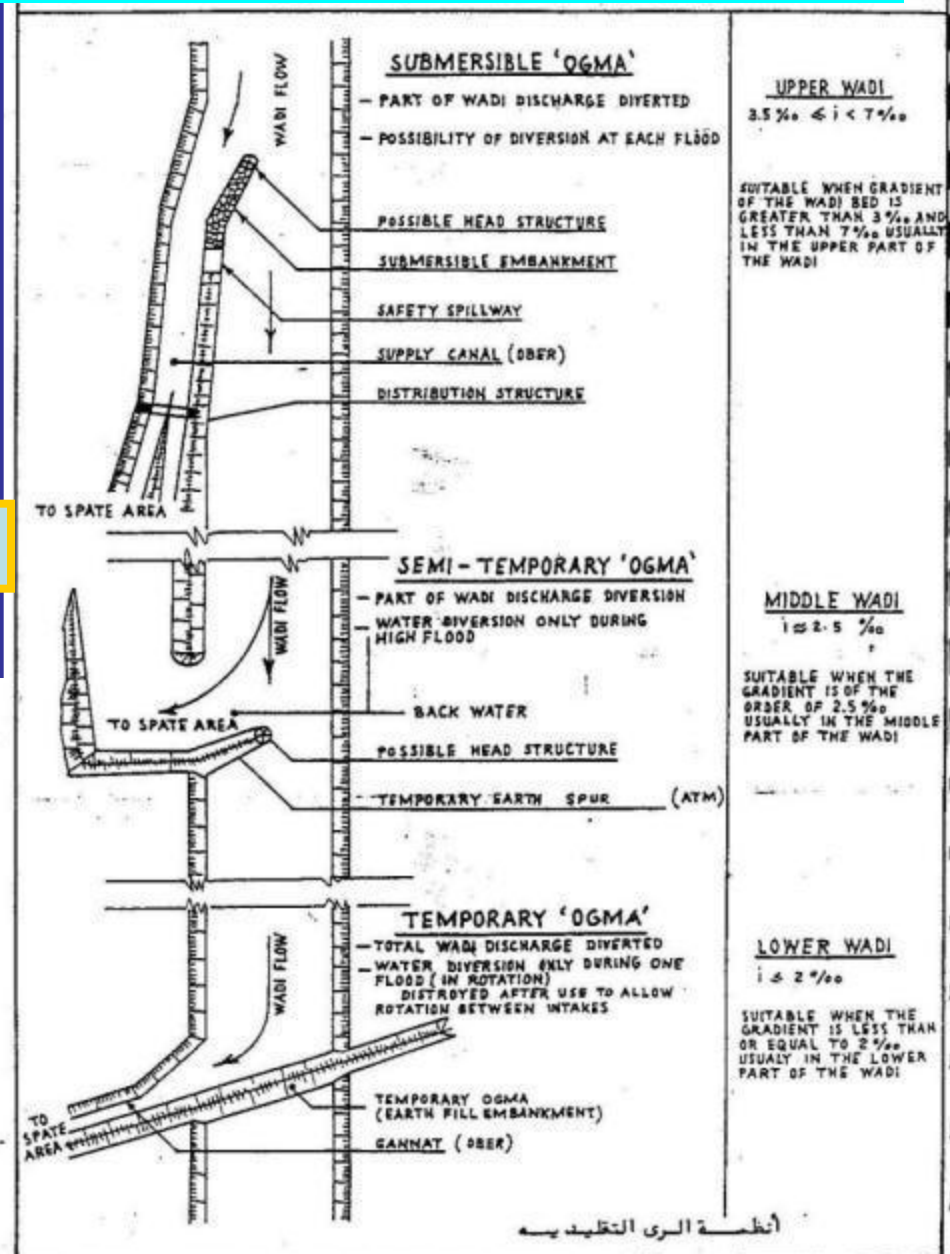 SUBMERSIBLE 'OGMA'
- PART OF WADI DISCHARGE DIVERTED
- POSSIBILITY OF DIVERSION AT EACH FLOOD
WADI FLOW
POSSIBLE HEAD STRUCTURE
SUBMERSIBLE EMBANKMENT
SAFETY SPILLWAY
SUPPLY CANAL (OBER)
DISTRIBUTION STRUCTURE
TO SPATE AREA
UPPER WADI
3.5‰ ≤ i < 7‰
SUITABLE WHEN GRADIENT
OF THE WADI BED IS
GREATER THAN 3‰ AND
LESS THAN 7‰ USUALLY
IN THE UPPER PART OF
THE WADI
SEMI-TEMPORARY 'OGMA'
- PART OF WADI DISCHARGE DIVERSION
- WATER DIVERSION ONLY DURING
HIGH FLOOD
WADI FLOW
TO SPATE AREA
BACK WATER
POSSIBLE HEAD STRUCTURE
TEMPORARY EARTH SPUR (ATM)
MIDDLE WADI
i ≈ 2.5 ‰
SUITABLE WHEN THE
GRADIENT IS OF THE
ORDER OF 2.5‰
USUALLY IN THE MIDDLE
PART OF THE WADI
TEMPORARY 'OGMA'
- TOTAL WADI DISCHARGE DIVERTED
- WATER DIVERSION ONLY DURING ONE
FLOOD (IN ROTATION)
DISTROYED AFTER USE TO ALLOW
ROTATION BETWEEN INTAKES
WADI FLOW
TO
SPATE
AREA
TEMPORARY OGMA
(EARTH FILL EMBANKMENT)
GANNAT (OBER)
LOWER WADI
i ≤ 2‰
SUITABLE WHEN THE
GRADIENT IS LESS THAN
OR EQUAL TO 2‰
USUALY IN THE LOWER
PART OF THE WADI
أنظمة الرى التقليديه